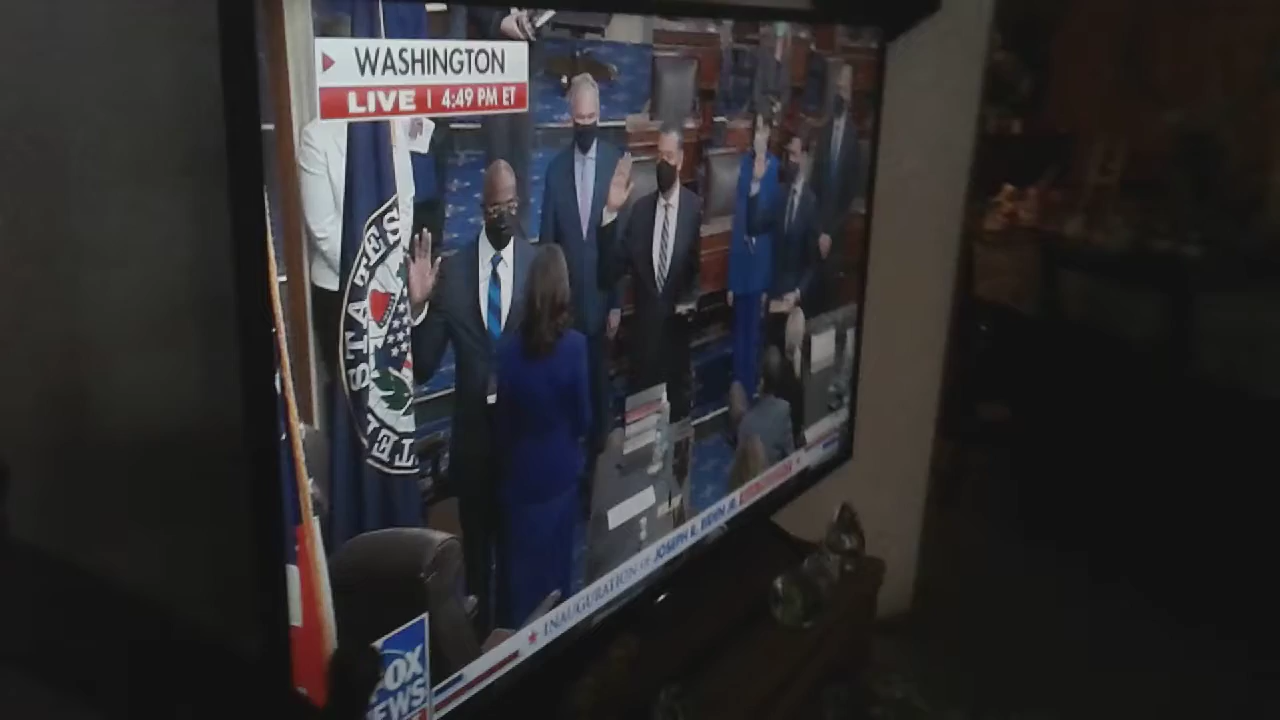 WASHINGTON
LIVE | 4:49 PM ET
STATES
INAUGURATION OF JOSEPH R. BIDEN JR.
FOX
NEWS